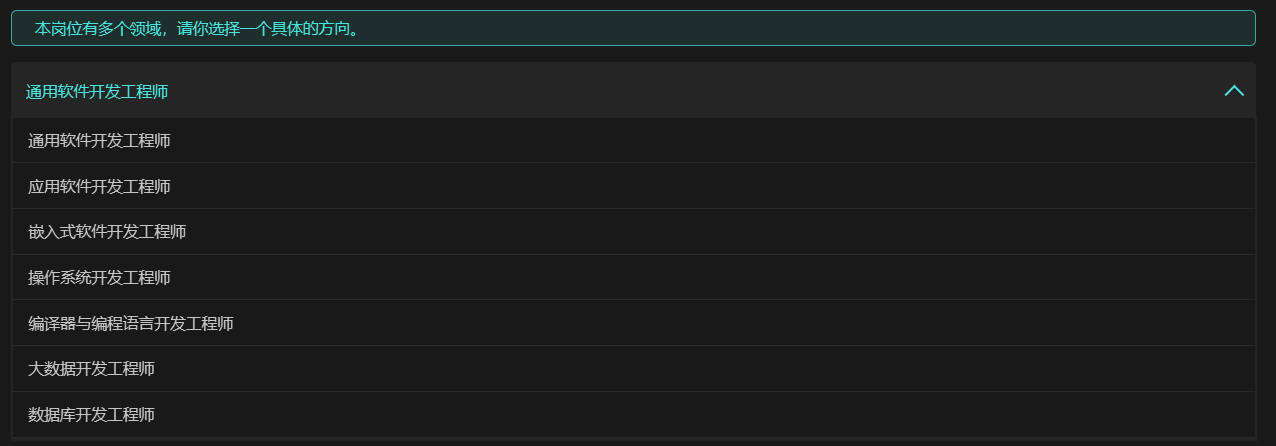 本岗位有多个领域，请你选择一个具体的方向。
通用软件开发工程师
通用软件开发工程师
应用软件开发工程师
嵌入式软件开发工程师
操作系统开发工程师
编译器与编程语言开发工程师
大数据开发工程师
数据库开发工程师